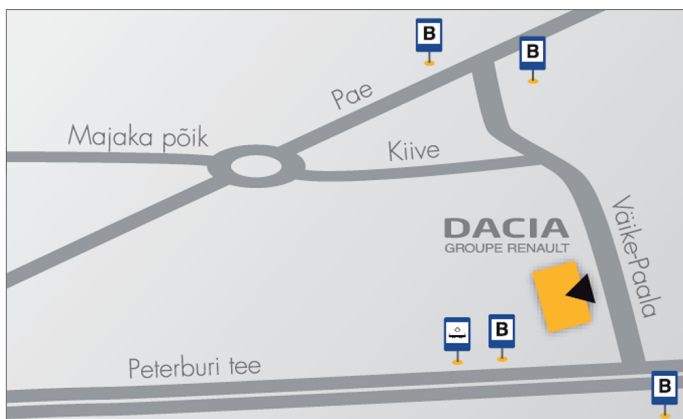 B
B
Pae
Majaka põik
Kiive
DACIA
GROUPE RENAULT
Väike-Paala
B
Peterburi tee
B